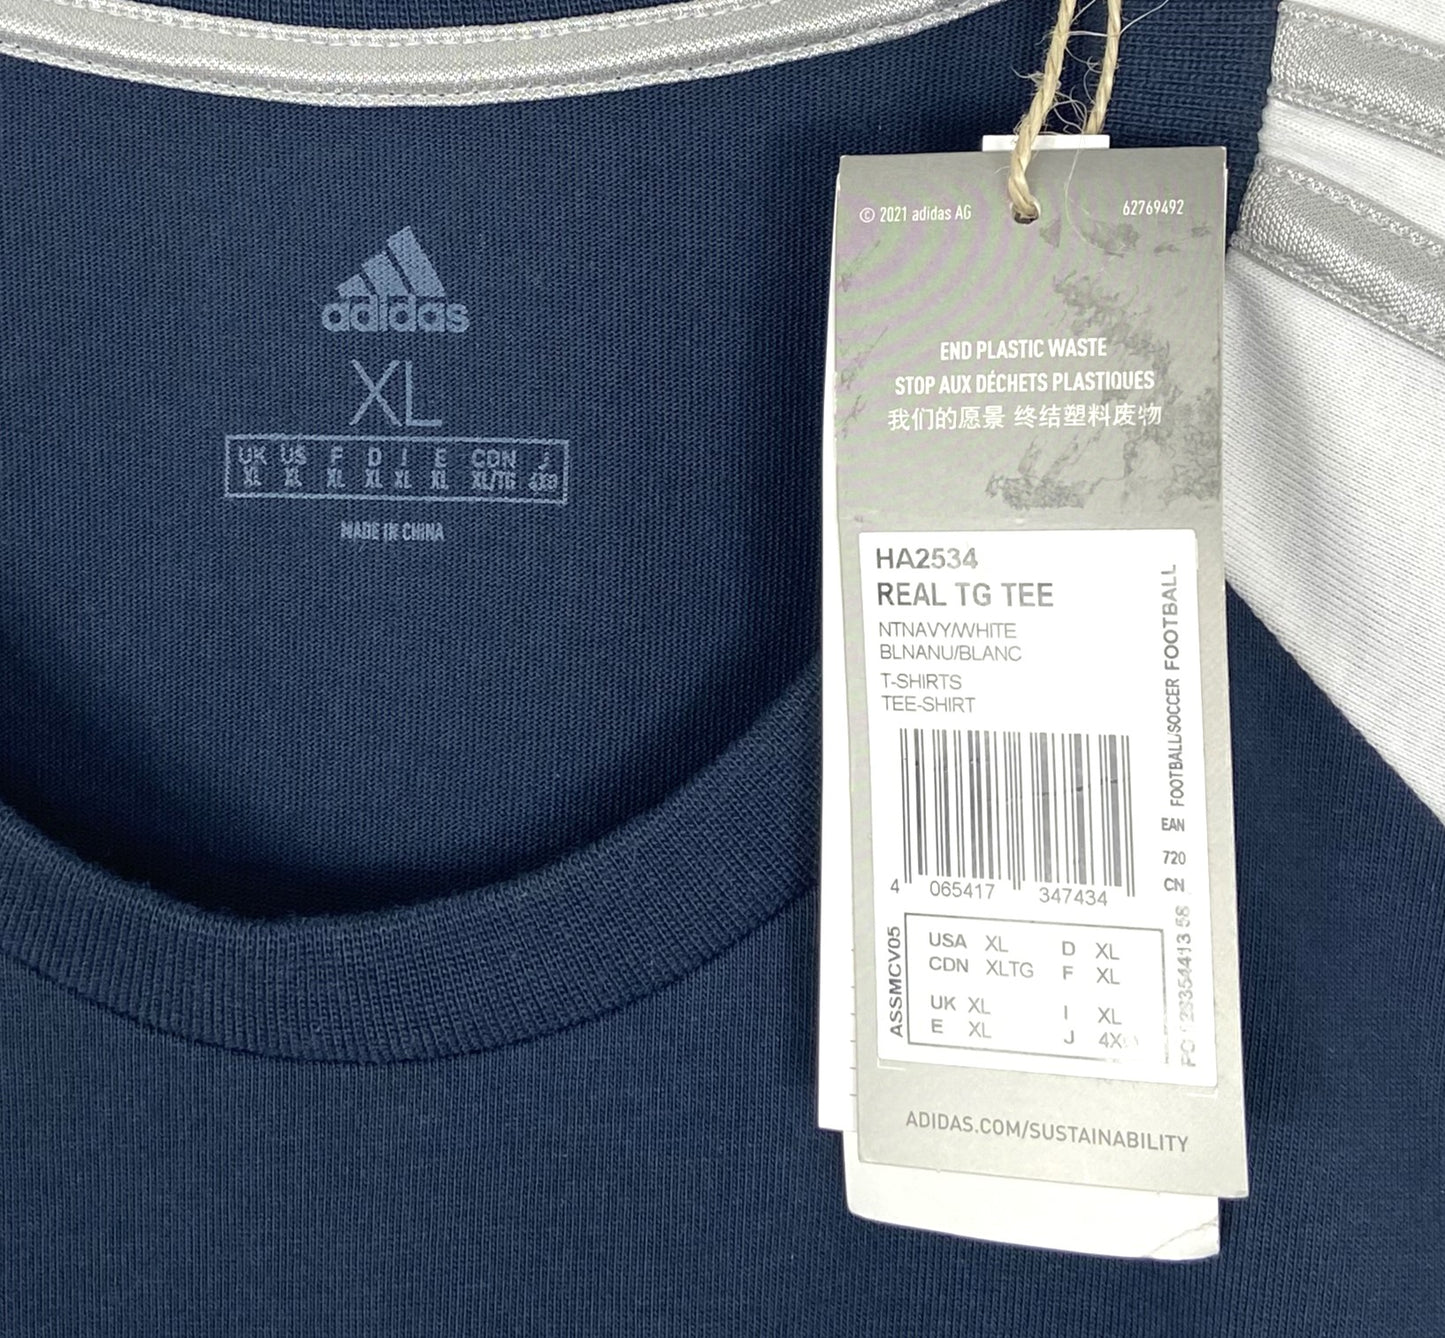 adidas
XL
UK US F D I E CDN J
XL XL XL XL XL XL XL/TG 4XO
MADE IN CHINA
© 2021 adidas AG
62769492
END PLASTIC WASTE
STOP AUX DÉCHETS PLASTIQUES
我们的愿景 终结塑料废物
HA2534
REAL TG TEE
NTNAVY/WHITE
BLNANU/BLANC
T-SHIRTS
TEE-SHIRT
4 065417 347434
FOOTBALL/SOCCER FOOTBALL
EAN
720
CN
ASSMCV05
USA XL D XL
CDN XLTG F XL
UK XL I XL
E XL J 4XO
ADIDAS.COM/SUSTAINABILITY